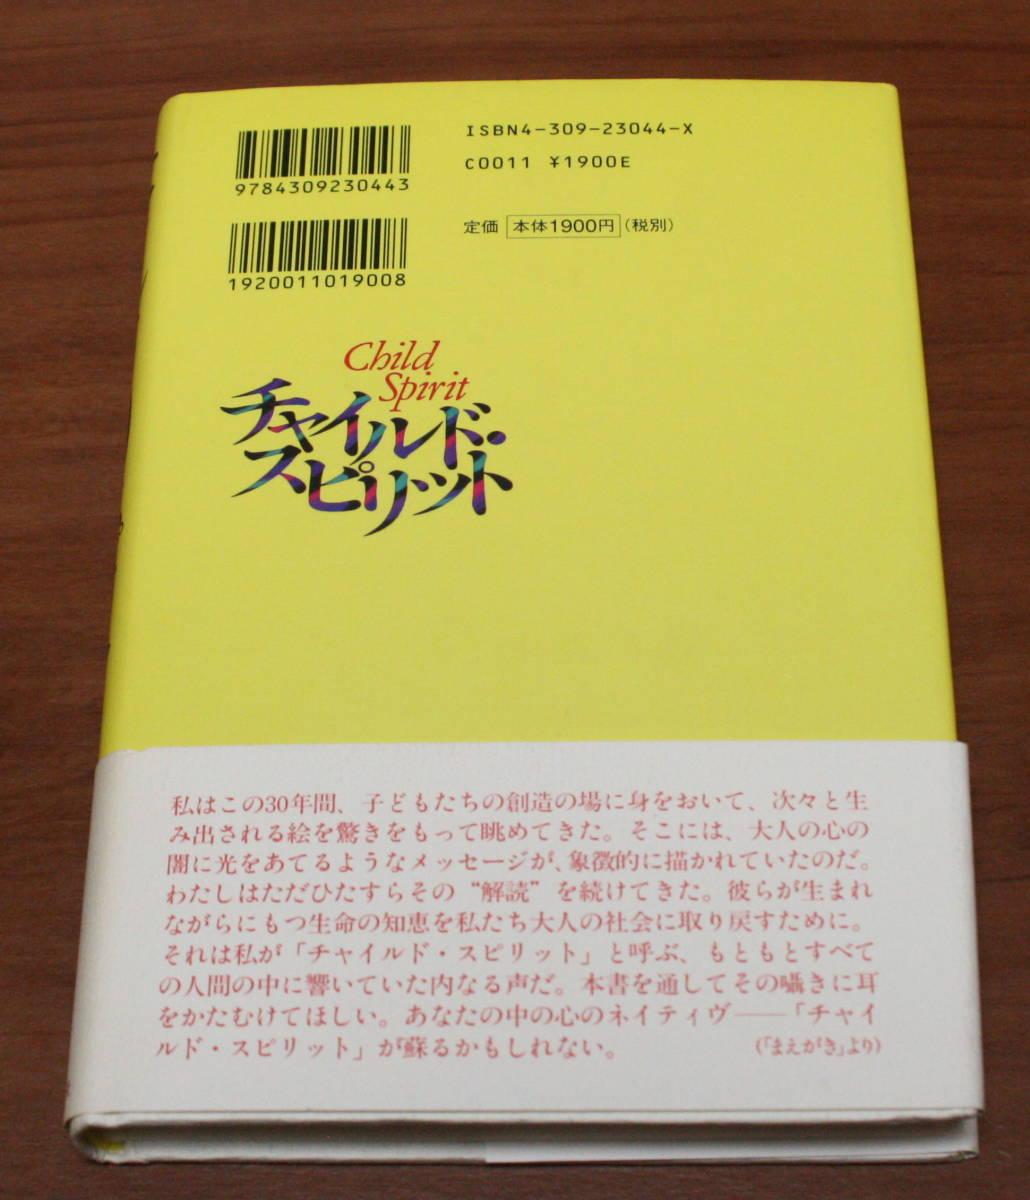 ISBN4-309-23044-X
9784309230443
C0011 ¥1900E
定価 本体1900円 (税別)
1920011019008
Child
Spirit
チャイルド・
スピリット
私はこの30年間、子どもたちの創造の場に身をおいて、次々と生
み出される絵を驚きをもって眺めてきた。そこには、大人の心の
闇に光をあてるようなメッセージが、象徴的に描かれていたのだ。
わたしはただひたすらその“解読”を続けてきた。彼らが生まれ
ながらにもつ生命の知恵を私たち大人の社会に取り戻すために。
それは私が「チャイルド・スピリット」と呼ぶ、もともとすべて
の人間の中に響いていた内なる声だ。本書を通してその囁きに耳
をかたむけてほしい。あなたの中の心のネイティヴ――「チャイ
ルド・スピリット」が蘇るかもしれない。 (「まえがき」より)